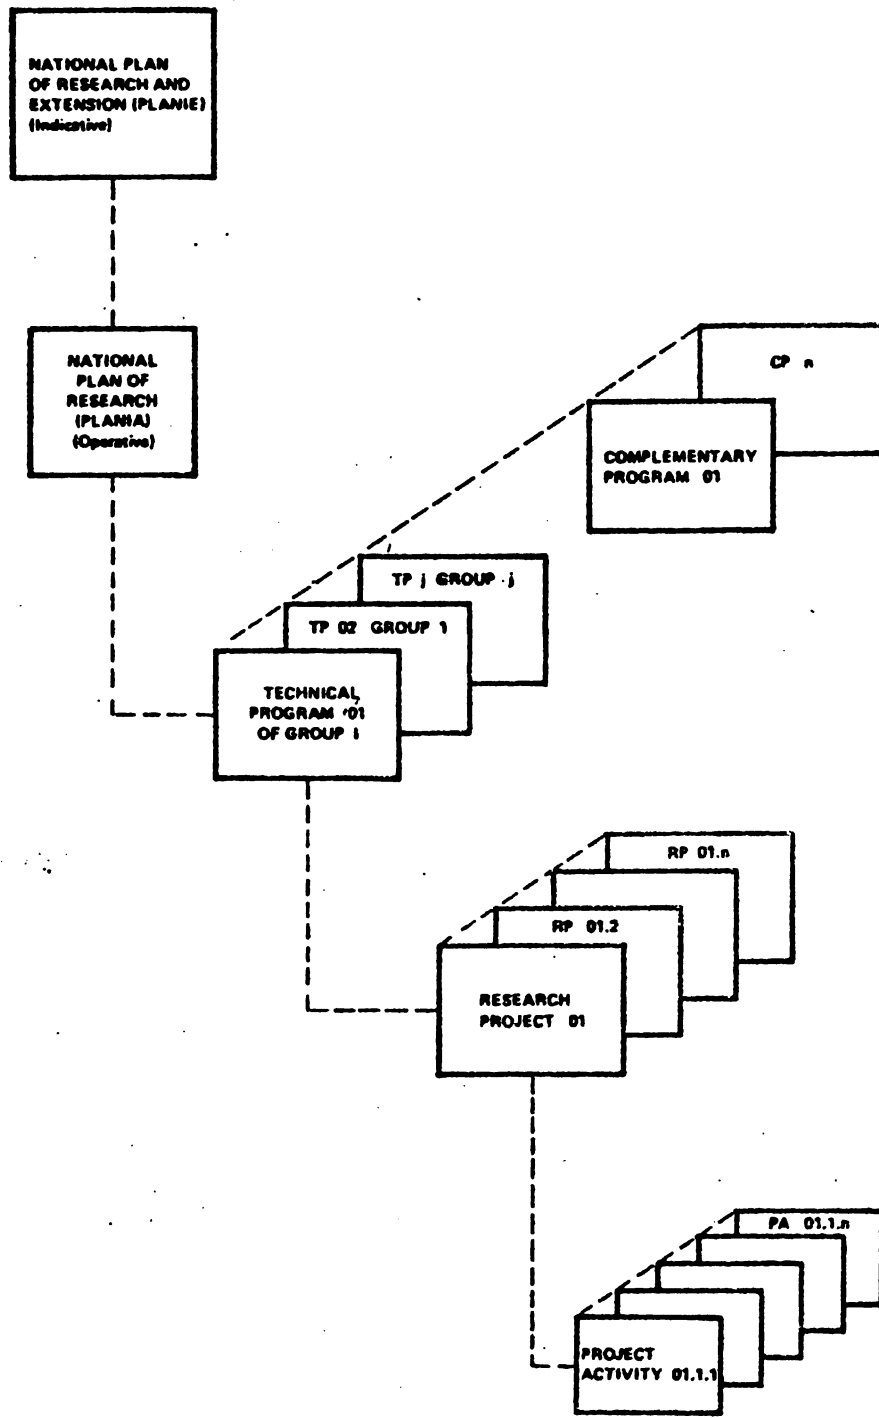 NATIONAL PLAN
OF RESEARCH AND
EXTENSION (PLANIE)
(Indicative)
NATIONAL
PLAN OF
RESEARCH
(PLANIA)
(Operative)
CP n
COMPLEMENTARY
PROGRAM 01
TP j GROUP j
TP 02 GROUP 1
TECHNICAL
PROGRAM 01
OF GROUP i
RP 01.n
RP 01.2
RESEARCH
PROJECT 01
PA 01.1.n
PROJECT
ACTIVITY 01.1.1